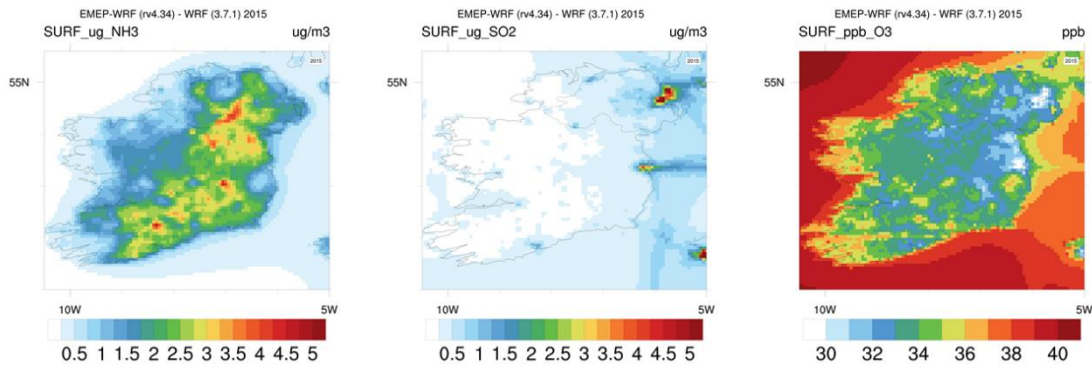 EMEP-WRF (rv4.34) - WRF (3.7.1) 2015
SURF_ug_NH3 ug/m3
2015
55N
10W 5W
0.5 1 1.5 2 2.5 3 3.5 4 4.5 5
EMEP-WRF (rv4.34) - WRF (3.7.1) 2015
SURF_ug_SO2 ug/m3
2015
55N
10W 5W
0.5 1 1.5 2 2.5 3 3.5 4 4.5 5
EMEP-WRF (rv4.34) - WRF (3.7.1) 2015
SURF_ppb_O3 ppb
2015
55N
10W 5W
30 32 34 36 38 40